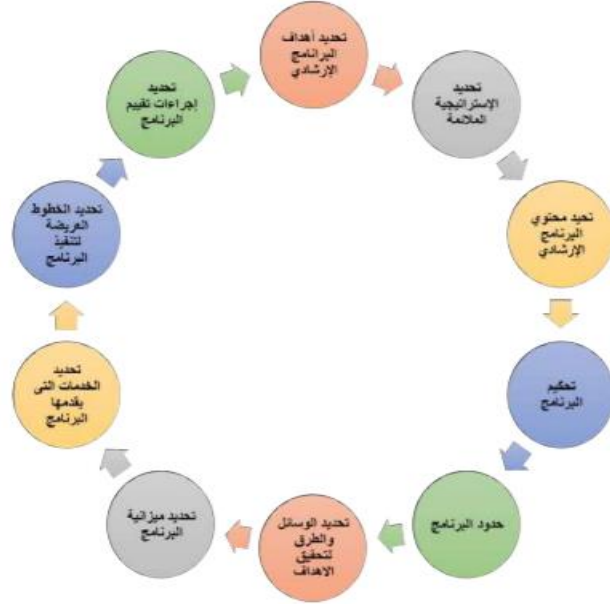 تحديد أهداف
البرانامج
الإرشادي
تحديد
الإستراتيجية
الملائمة
تحيد محتوي
البرنامج
الإرشادي
تحكيم
البرنامج
حدود البرنامج
تحديد الوسائل
والطرق
لتحقيق
الاهداف
تحديد ميزانية
البرنامج
تحديد
الخدمات التى
يقدمها
البرنامج
تحديد الخطوط
العريضة
لتنفيذ
البرنامج
تحديد
إجراءات تقييم
البرنامج